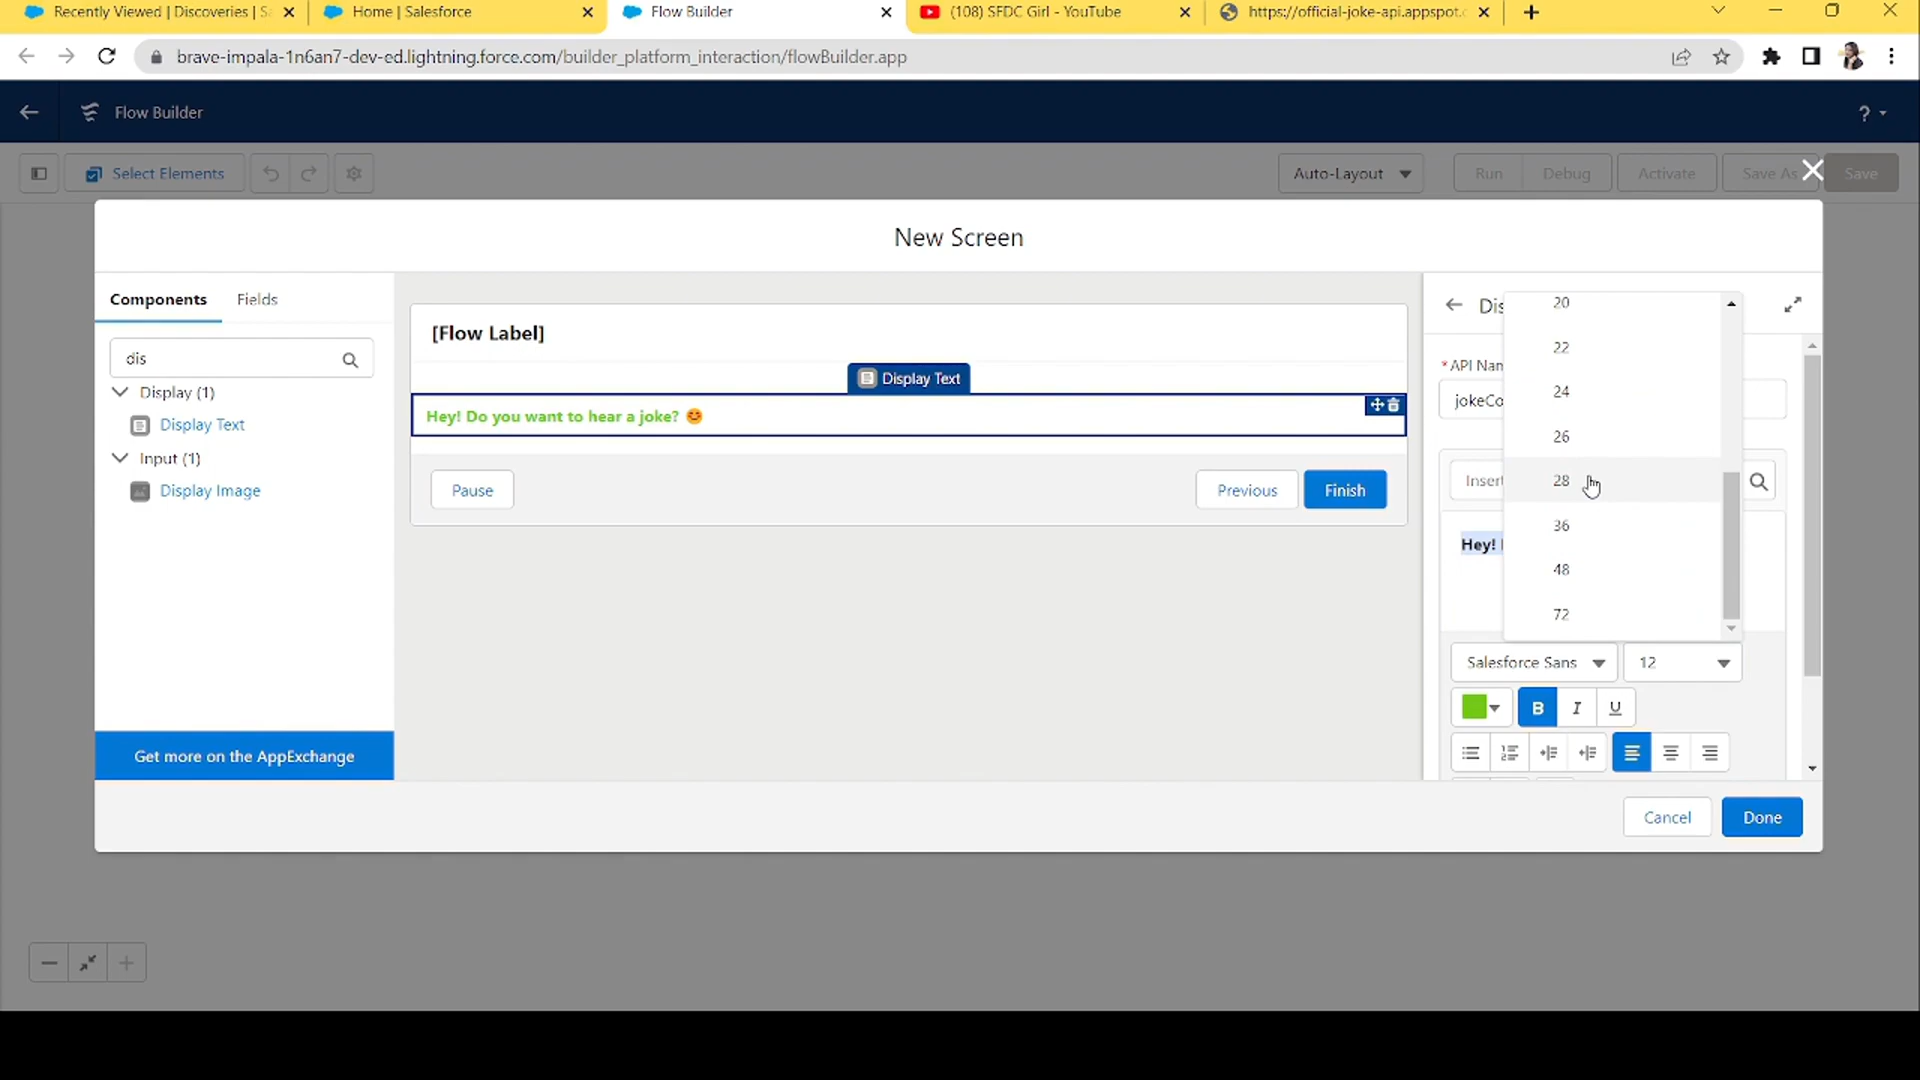 Recently Viewed | Discoveries | S
Home | Salesforce
Flow Builder
(108) SFDC Girl - YouTube
https://official-joke-api.appspot.
brave-impala-1n6an7-dev-ed.lightning.force.com/builder_platform_interaction/flowBuilder.app
Flow Builder
?
Select Elements
Auto-Layout
Run
Debug
Activate
Save As
Save
New Screen
Components
Fields
dis
Display (1)
Display Text
Input (1)
Display Image
Get more on the AppExchange
[Flow Label]
Display Text
Hey! Do you want to hear a joke? 😊
Pause
Previous
Finish
Dis
*API Nam
jokeCo
Insert
Hey!
20
22
24
26
28
36
48
72
Salesforce Sans
12
B
I
U
Cancel
Done